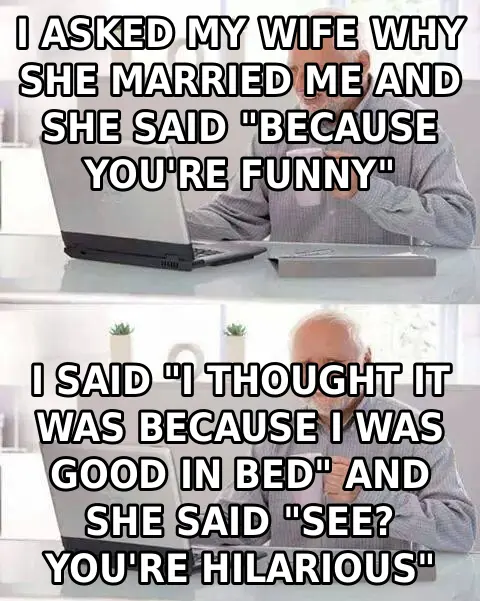 I ASKED MY WIFE WHY
SHE MARRIED ME AND
SHE SAID "BECAUSE
YOU'RE FUNNY"
I SAID "I THOUGHT IT
WAS BECAUSE I WAS
GOOD IN BED" AND
SHE SAID "SEE?
YOU'RE HILARIOUS"